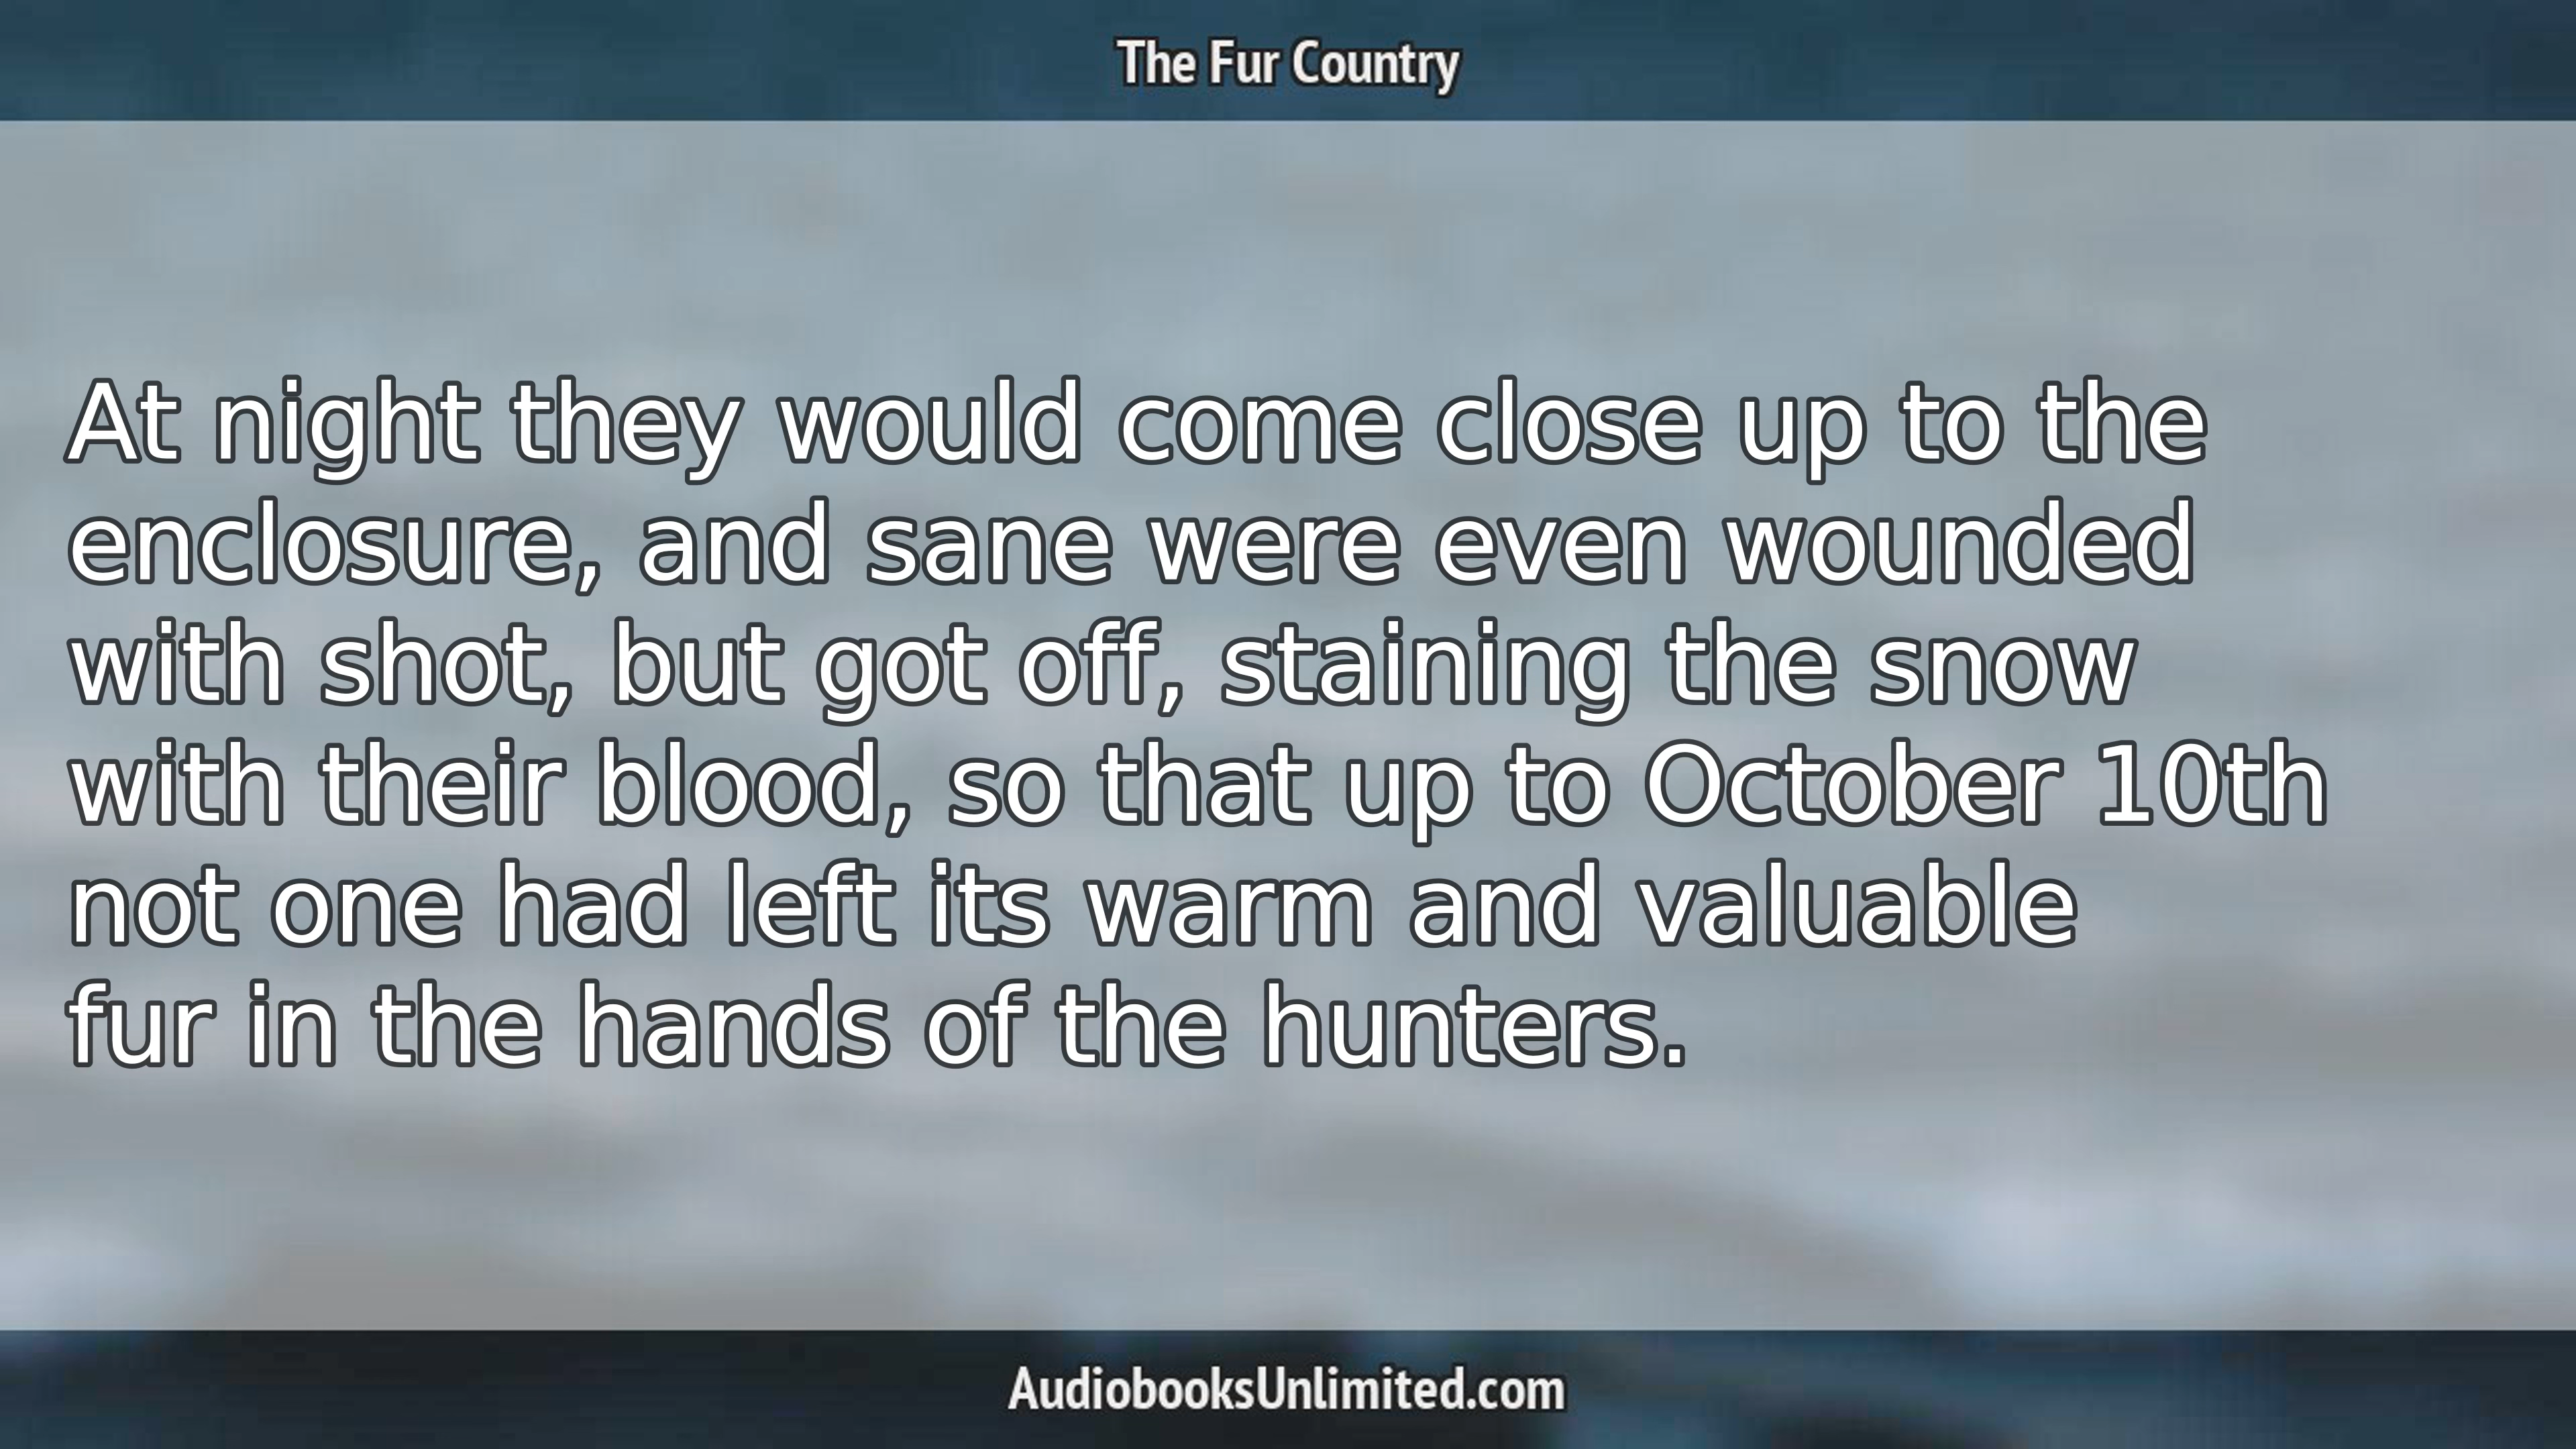 The Fur Country
At night they would come close up to the
enclosure, and sane were even wounded
with shot, but got off, staining the snow
with their blood, so that up to October 10th
not one had left its warm and valuable
fur in the hands of the hunters.
AudiobooksUnlimited.com